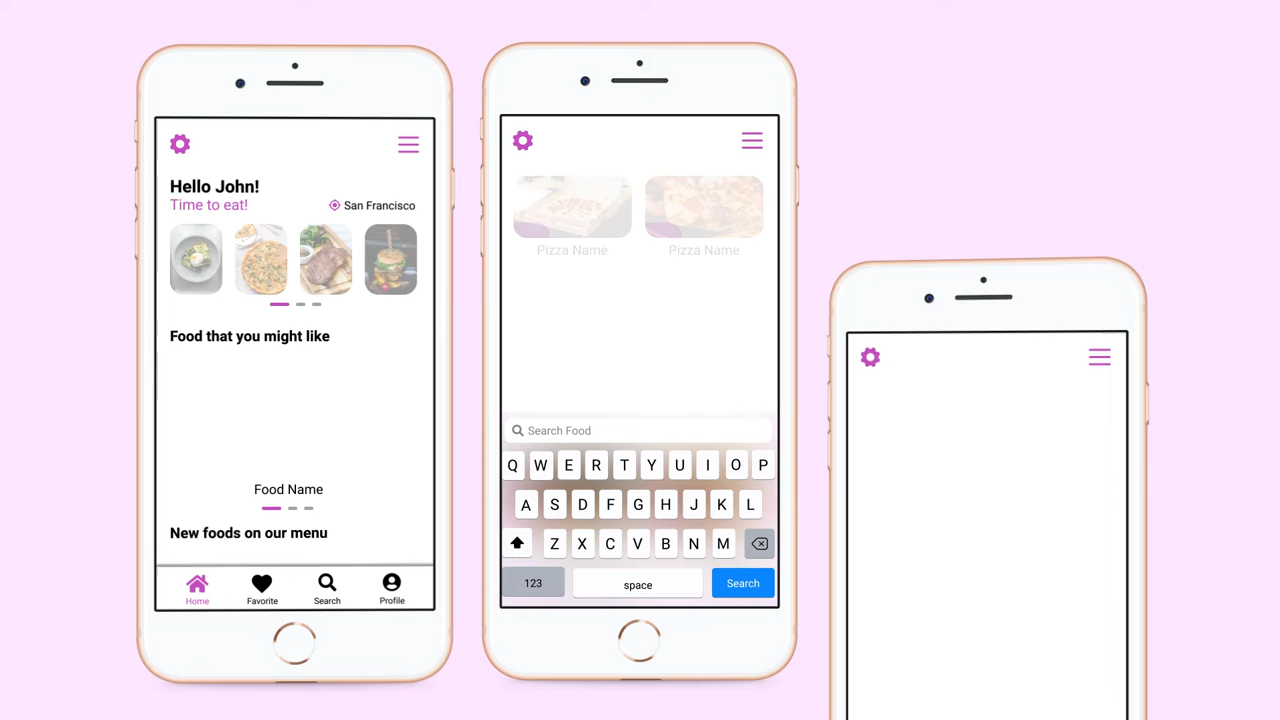 Hello John!
Time to eat!
San Francisco
Food that you might like
Food Name
New foods on our menu
Home Favorite Search Profile
Pizza Name Pizza Name
Search Food
Q W E R T Y U I O P
A S D F G H J K L
Z X C V B N M
123 space Search